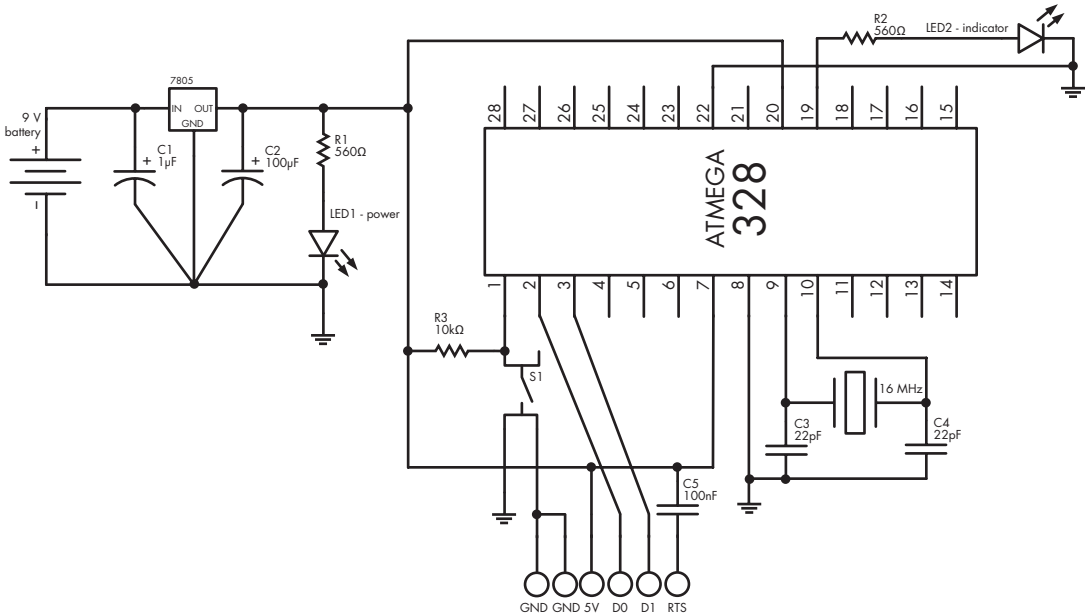 R2
560Ω
LED2 - indicator
7805
IN OUT
GND
9 V
battery
+
C1
1µF
+
C2
100µF
+
R1
560Ω
LED1 - power
28 27 26 25 24 23 22 21 20 19 18 17 16 15
ATMEGA
328
1 2 3 4 5 6 7 8 9 10 11 12 13 14
R3
10kΩ
S1
16 MHz
C3
22pF
C4
22pF
C5
100nF
GND GND 5V D0 D1 RTS